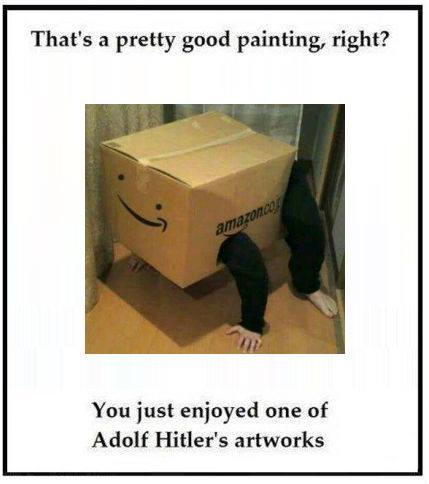 That's a pretty good painting, right?
amazon.co.jp
You just enjoyed one of
Adolf Hitler's artworks